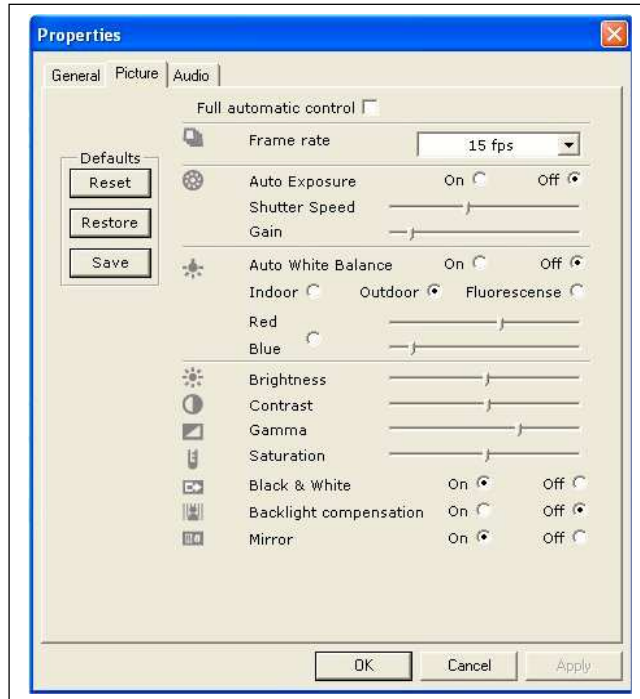 Properties
General Picture Audio
Full automatic control
Frame rate 15 fps
Defaults
Reset
Restore
Save
Auto Exposure On Off
Shutter Speed
Gain
Auto White Balance On Off
Indoor Outdoor Fluorescense
Red
Blue
Brightness
Contrast
Gamma
Saturation
Black & White On Off
Backlight compensation On Off
Mirror On Off
OK Cancel Apply